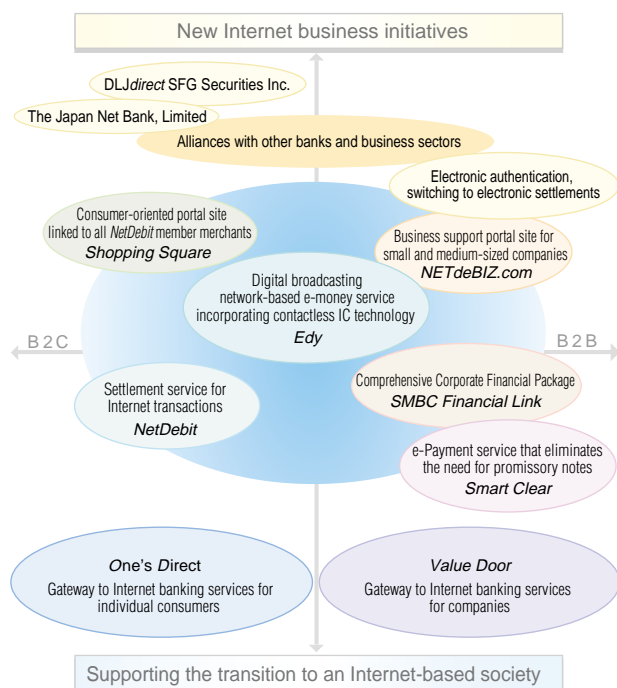 New Internet business initiatives
DLJdirect SFG Securities Inc.
The Japan Net Bank, Limited
Alliances with other banks and business sectors
Electronic authentication,
switching to electronic settlements
Consumer-oriented portal site
linked to all NetDebit member merchants
Shopping Square
Business support portal site for
small and medium-sized companies
NETdeBIZ.com
Digital broadcasting
network-based e-money service
incorporating contactless IC technology
Edy
B2C
B2B
Settlement service for
Internet transactions
NetDebit
Comprehensive Corporate Financial Package
SMBC Financial Link
e-Payment service that eliminates
the need for promissory notes
Smart Clear
One's Direct
Gateway to Internet banking services for
individual consumers
Value Door
Gateway to Internet banking services
for companies
Supporting the transition to an Internet-based society